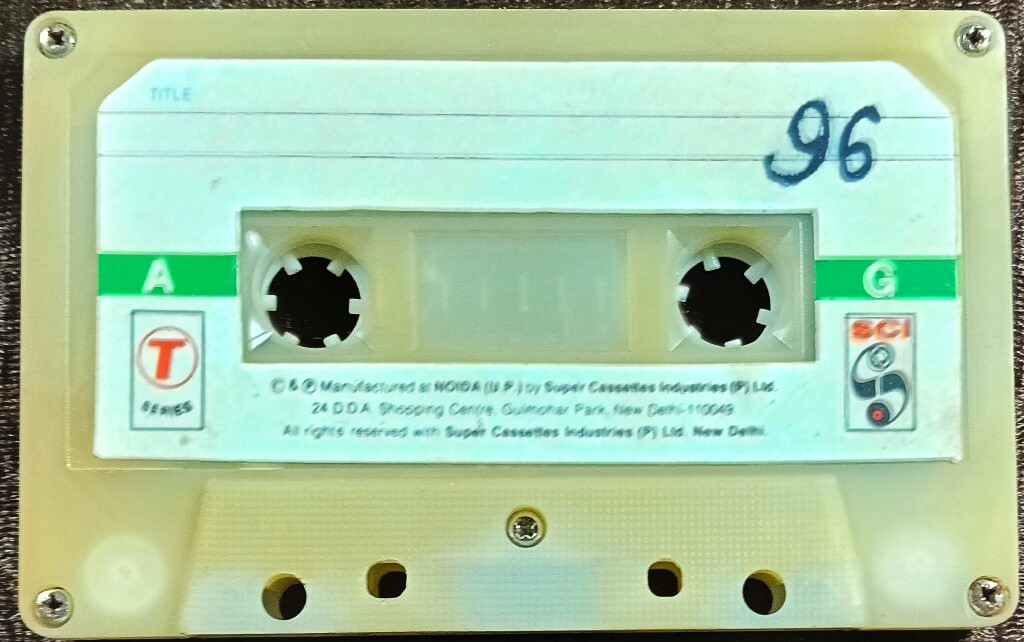 TITLE
96
A
G
T
SERIES
SCI
© & ℗ Manufactured at NOIDA (U.P.) by Super Cassettes Industries (P) Ltd.
24 D.D.A. Shopping Centre, Gulmohar Park, New Delhi-110049
All rights reserved with Super Cassettes Industries (P) Ltd. New Delhi.